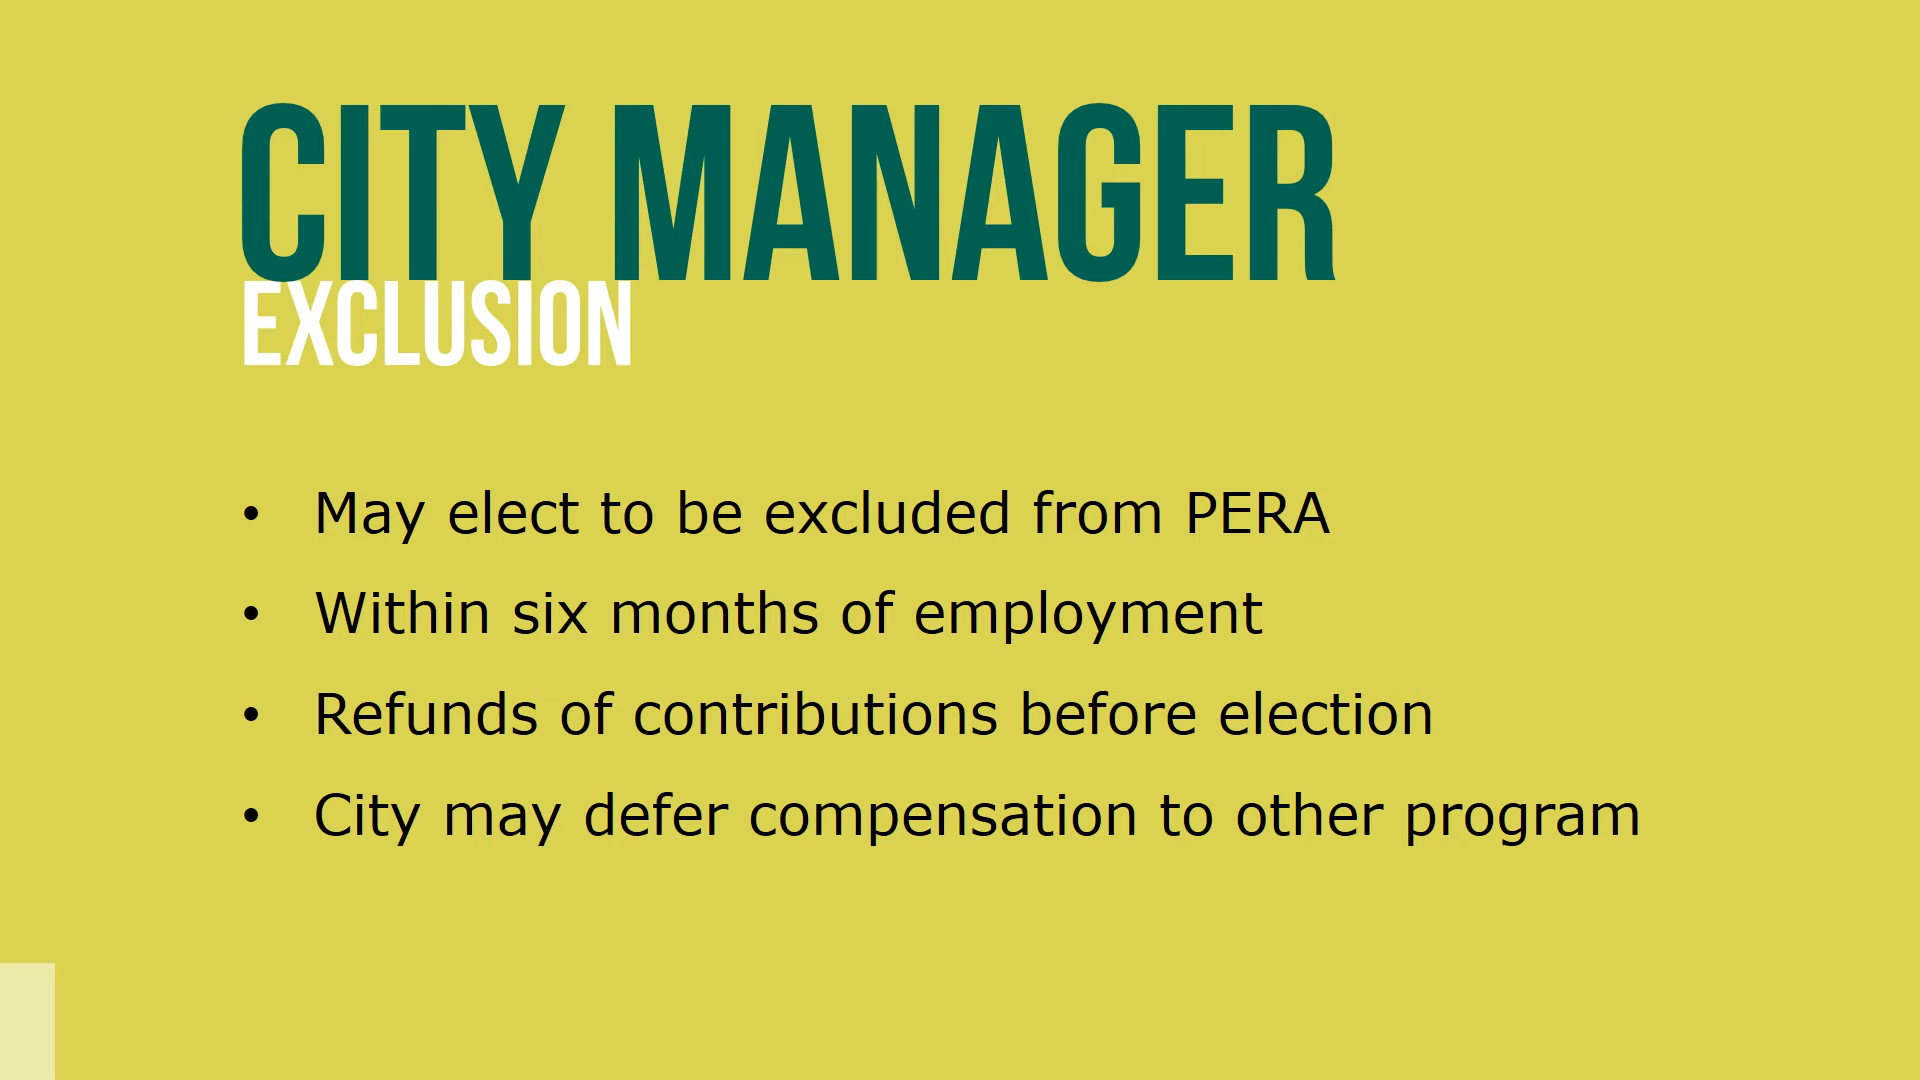 CITY MANAGER
EXCLUSION
• May elect to be excluded from PERA
• Within six months of employment
• Refunds of contributions before election
• City may defer compensation to other program